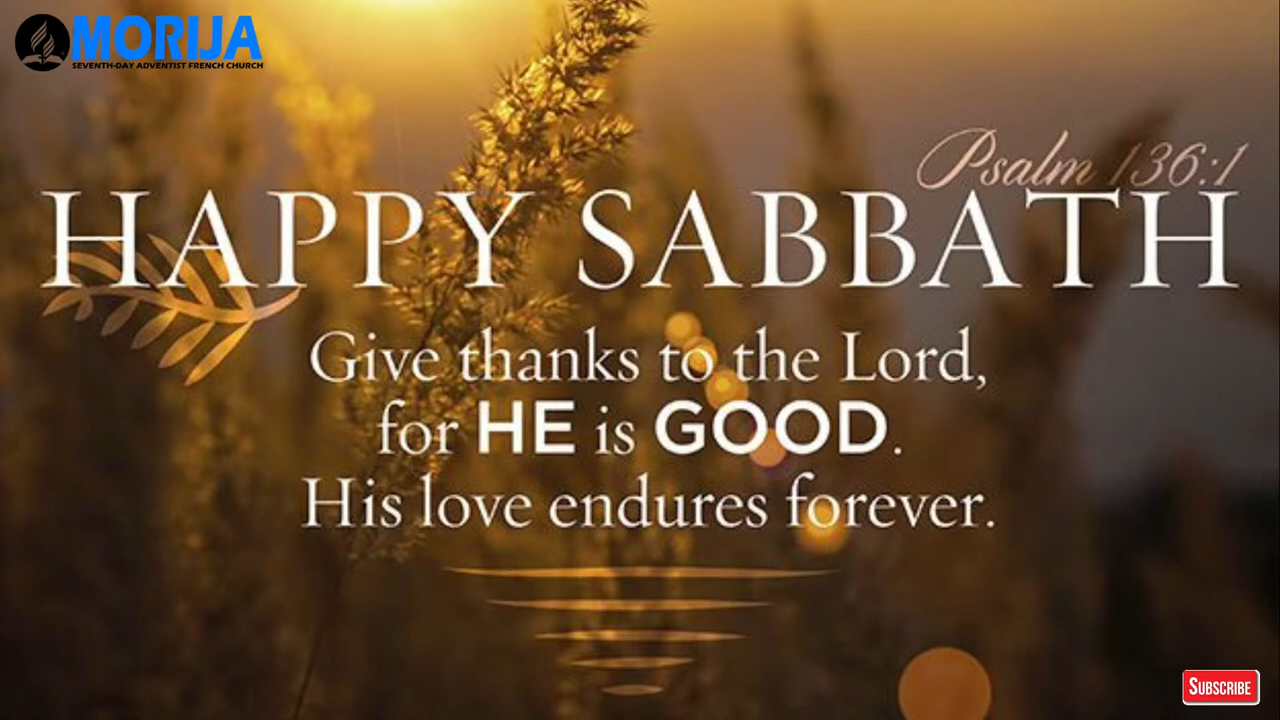 MORIJA
SEVENTH-DAY ADVENTIST FRENCH CHURCH
Psalm 136:1
HAPPY SABBATH
Give thanks to the Lord,
for HE is GOOD.
His love endures forever.
SUBSCRIBE